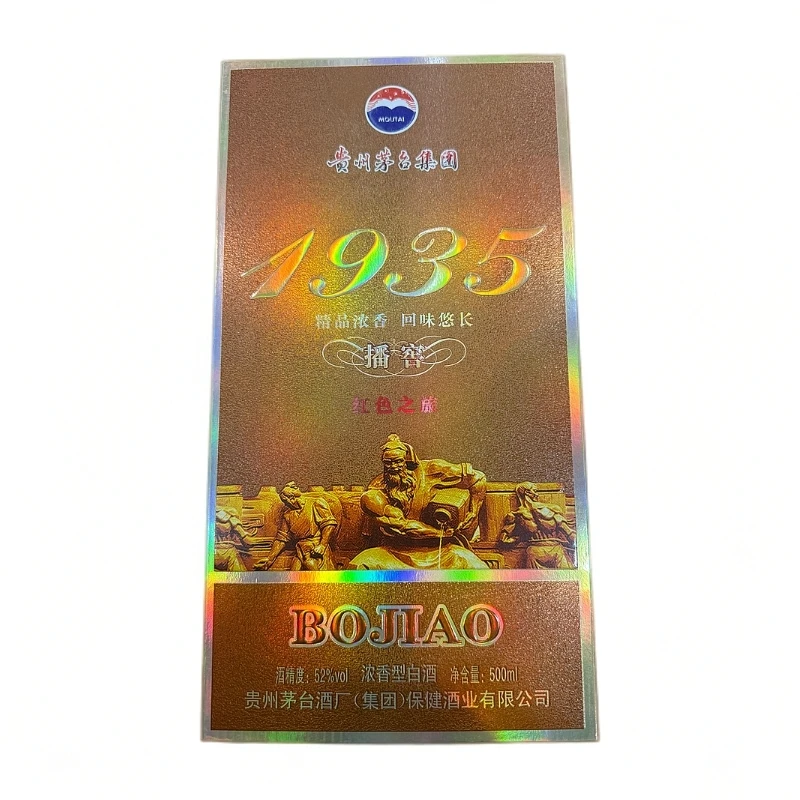 MOUTAI
贵州茅台集团
1935
精品浓香 回味悠长
播窖
红色之旅
BOJIAO
酒精度：52%vol 浓香型白酒 净含量：500ml
贵州茅台酒厂（集团）保健酒业有限公司